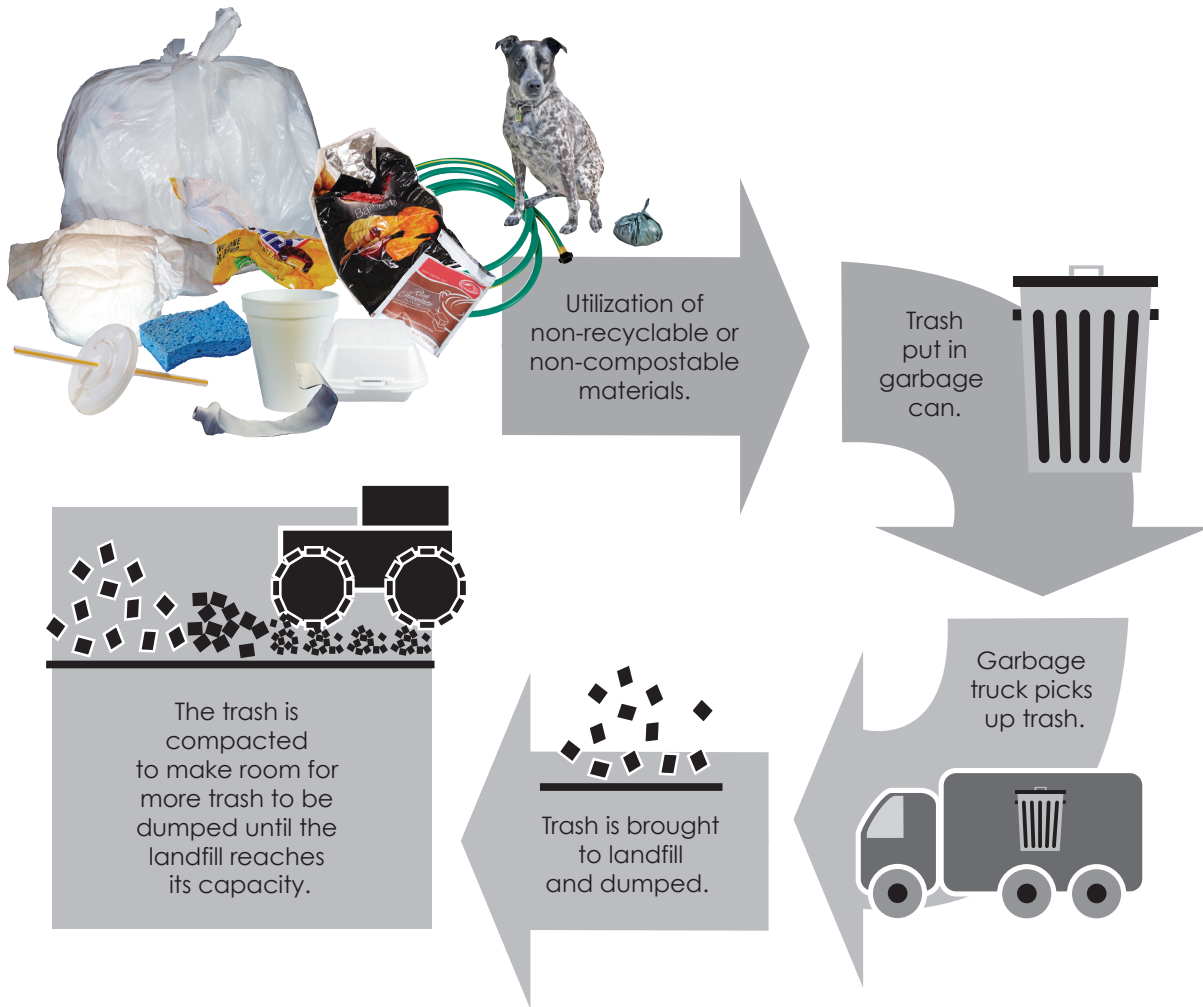 Utilization of
non-recyclable or
non-compostable
materials.
Trash
put in
garbage
can.
Garbage
truck picks
up trash.
Trash is brought
to landfill
and dumped.
The trash is
compacted
to make room for
more trash to be
dumped until the
landfill reaches
its capacity.